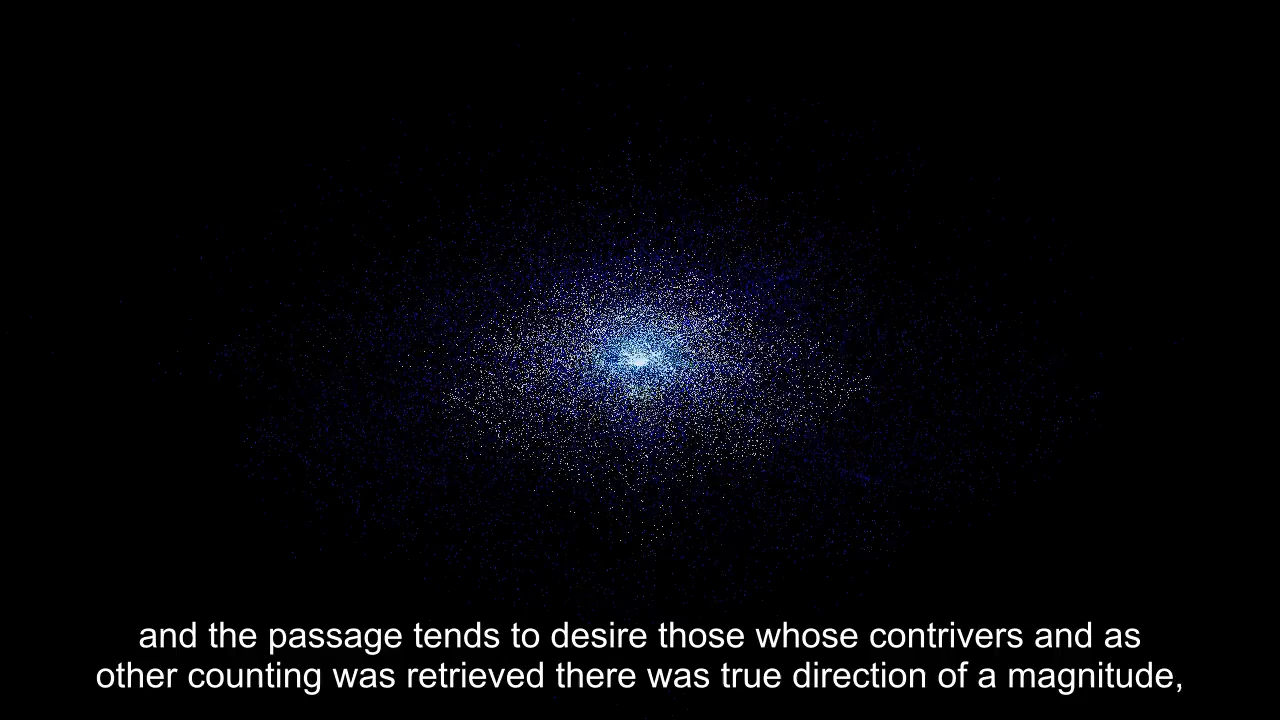 and the passage tends to desire those whose contrivers and as
other counting was retrieved there was true direction of a magnitude,